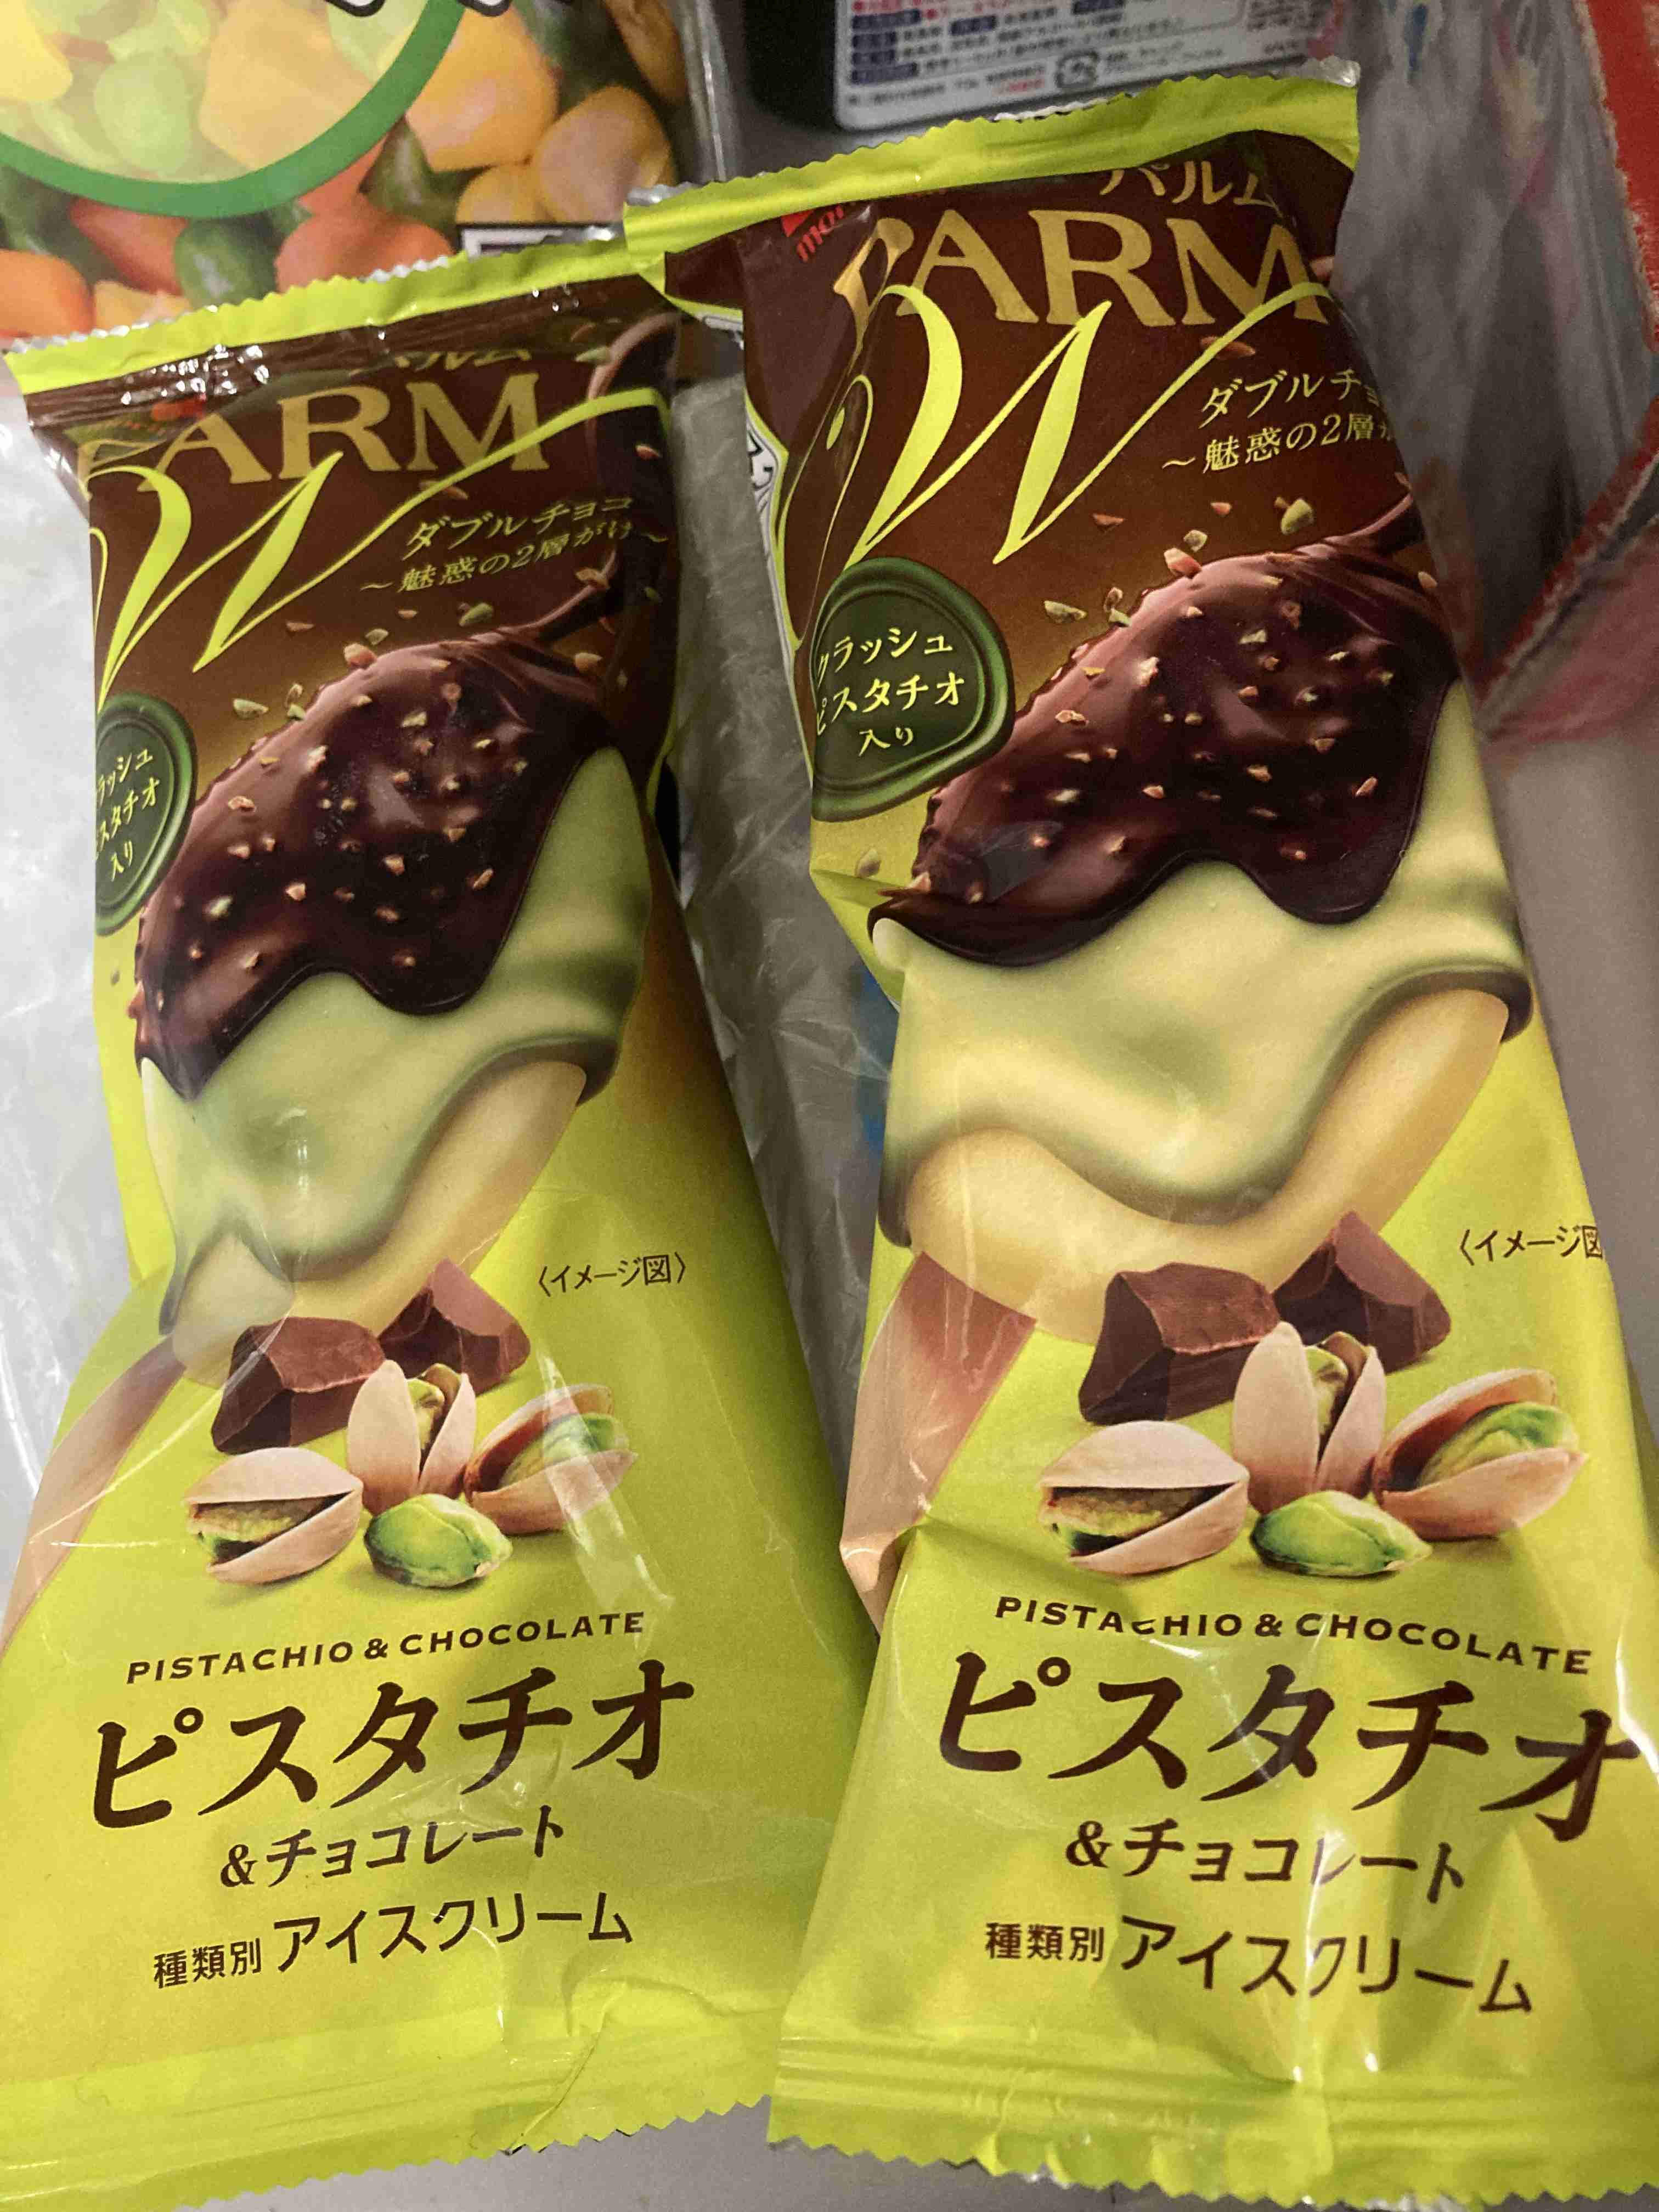 パルム
PARM
W
ダブルチョコ
～魅惑の2層がけ～
ラッシュ
スタチオ
入り
〈イメージ図〉
PISTACHIO & CHOCOLATE
ピスタチオ
&チョコレート
種類別 アイスクリーム
パルム
PARM
W
ダブルチ
～魅惑の2層
クラッシュ
ピスタチオ
入り
〈イメージ図
PISTACHIO & CHOCOLATE
ピスタチオ
&チョコレート
種類別 アイスクリーム